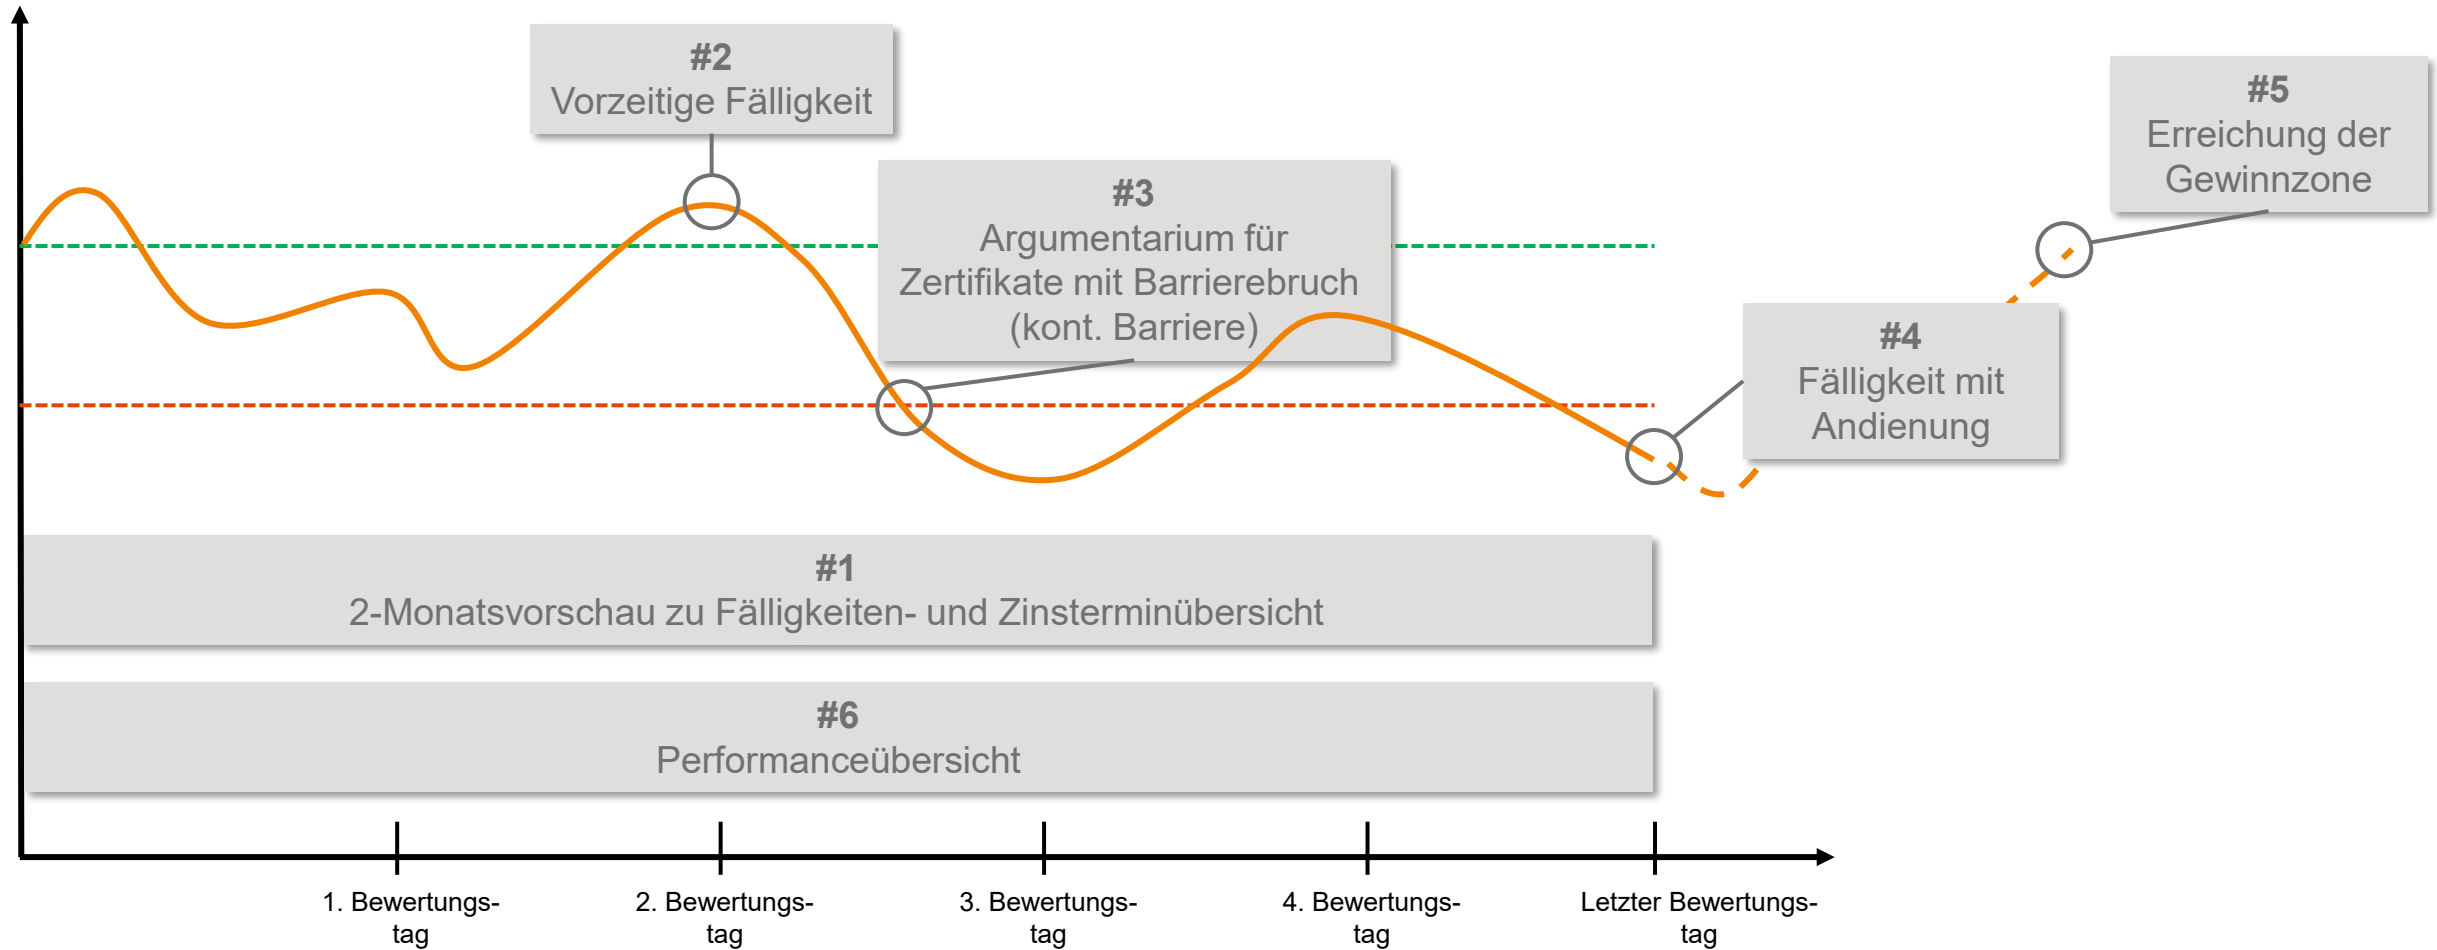 #2
Vorzeitige Fälligkeit
#3
Argumentarium für
Zertifikate mit Barrierebruch
(kont. Barriere)
#5
Erreichung der
Gewinnzone
#4
Fälligkeit mit
Andienung
#1
2-Monatsvorschau zu Fälligkeiten- und Zinsterminübersicht
#6
Performanceübersicht
1. Bewertungs-
tag
2. Bewertungs-
tag
3. Bewertungs-
tag
4. Bewertungs-
tag
Letzter Bewertungs-
tag